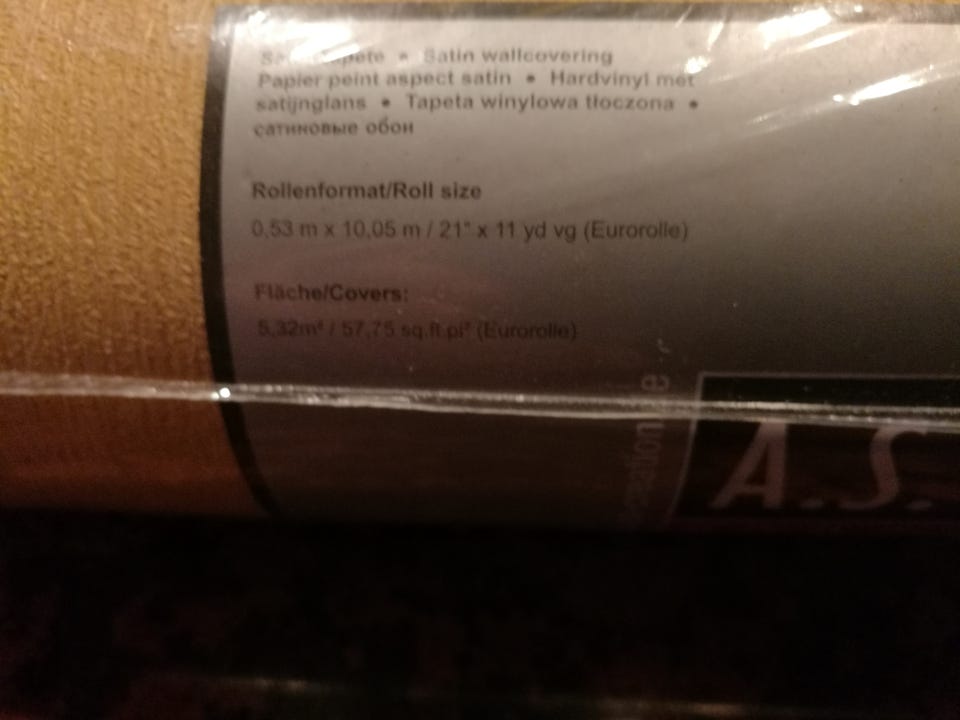 Satin wallcovering
Papier peint aspect satin • Hardvinyl met
satijnglans • Tapeta winylowa tłoczona •
сатиновые обои
Rollenformat/Roll size
0,53 m x 10,05 m / 21" x 11 yd vg (Eurorolle)
Fläche/Covers:
5,32m² / 57,75 sq.ft.pi² (Eurorolle)
A.S.